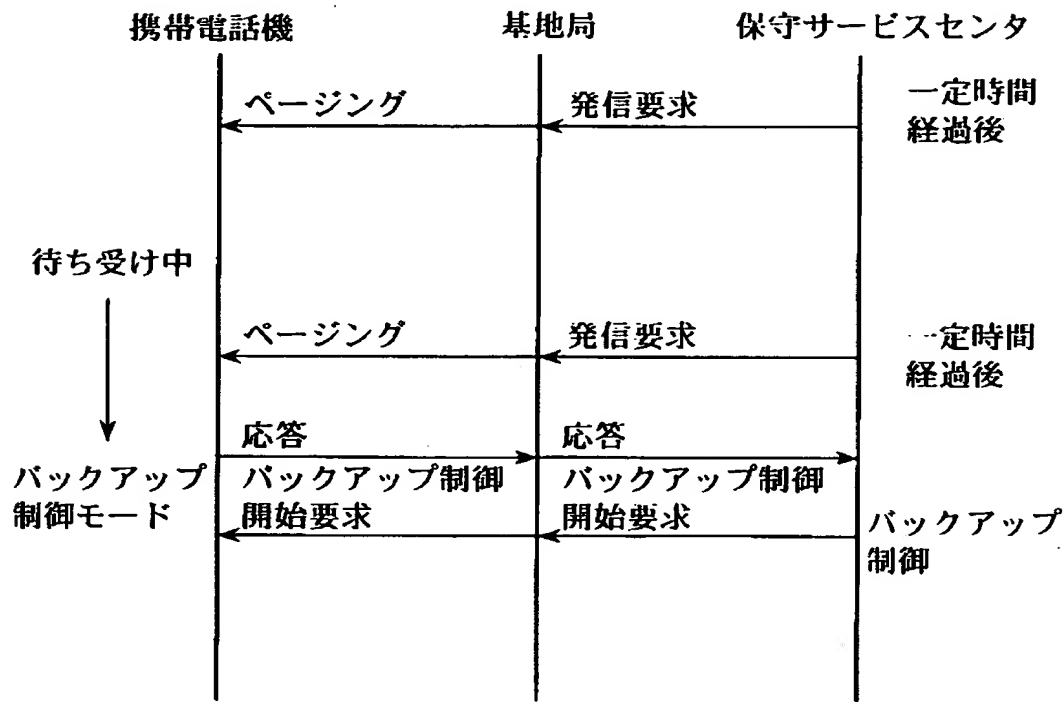 携帯電話機
基地局
保守サービスセンタ
ページング
発信要求
一定時間
経過後
待ち受け中
ページング
発信要求
一定時間
経過後
応答
応答
バックアップ
制御モード
バックアップ制御
開始要求
バックアップ制御
開始要求
バックアップ
制御